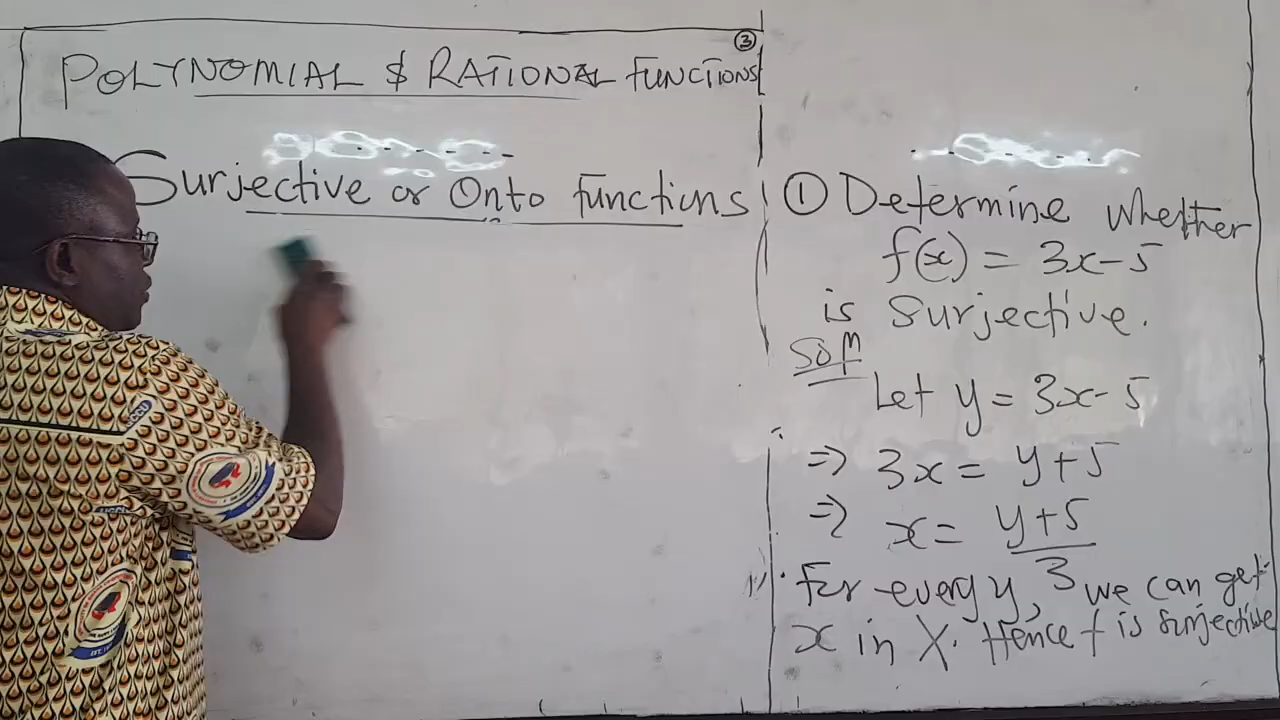 ③
POLYNOMIAL & RATIONAL FUNCTIONS
Surjective or Onto functions
① Determine whether
f(x) = 3x-5
is Surjective.
Solⁿ
Let y = 3x-5
⇒ 3x = y+5
⇒ x = y+5
3
For every y, we can get
x in X. Hence f is surjective
UCCU